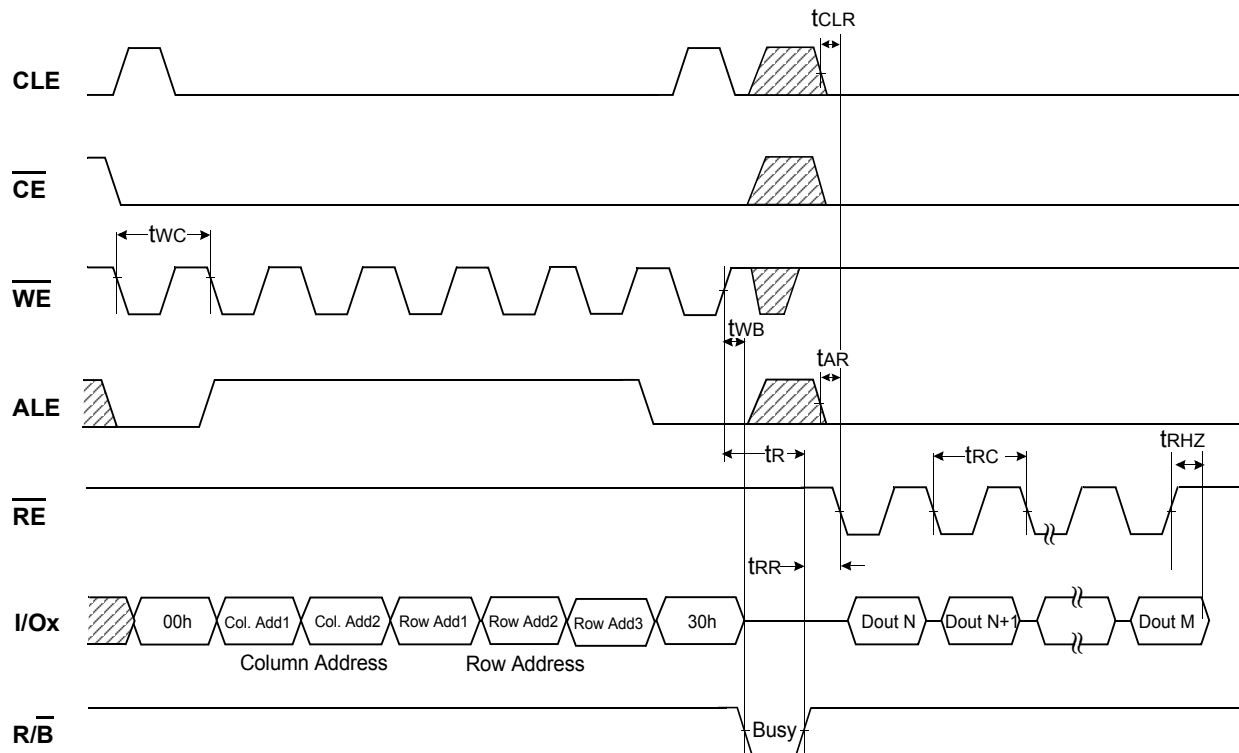 tCLR
CLE
CE
tWC
WE
tWB
tAR
ALE
tR
tRC
tRHZ
RE
tRR
I/Ox
00h
Col. Add1
Col. Add2
Row Add1
Row Add2
Row Add3
30h
Dout N
Dout N+1
Dout M
Column Address
Row Address
R/B
Busy